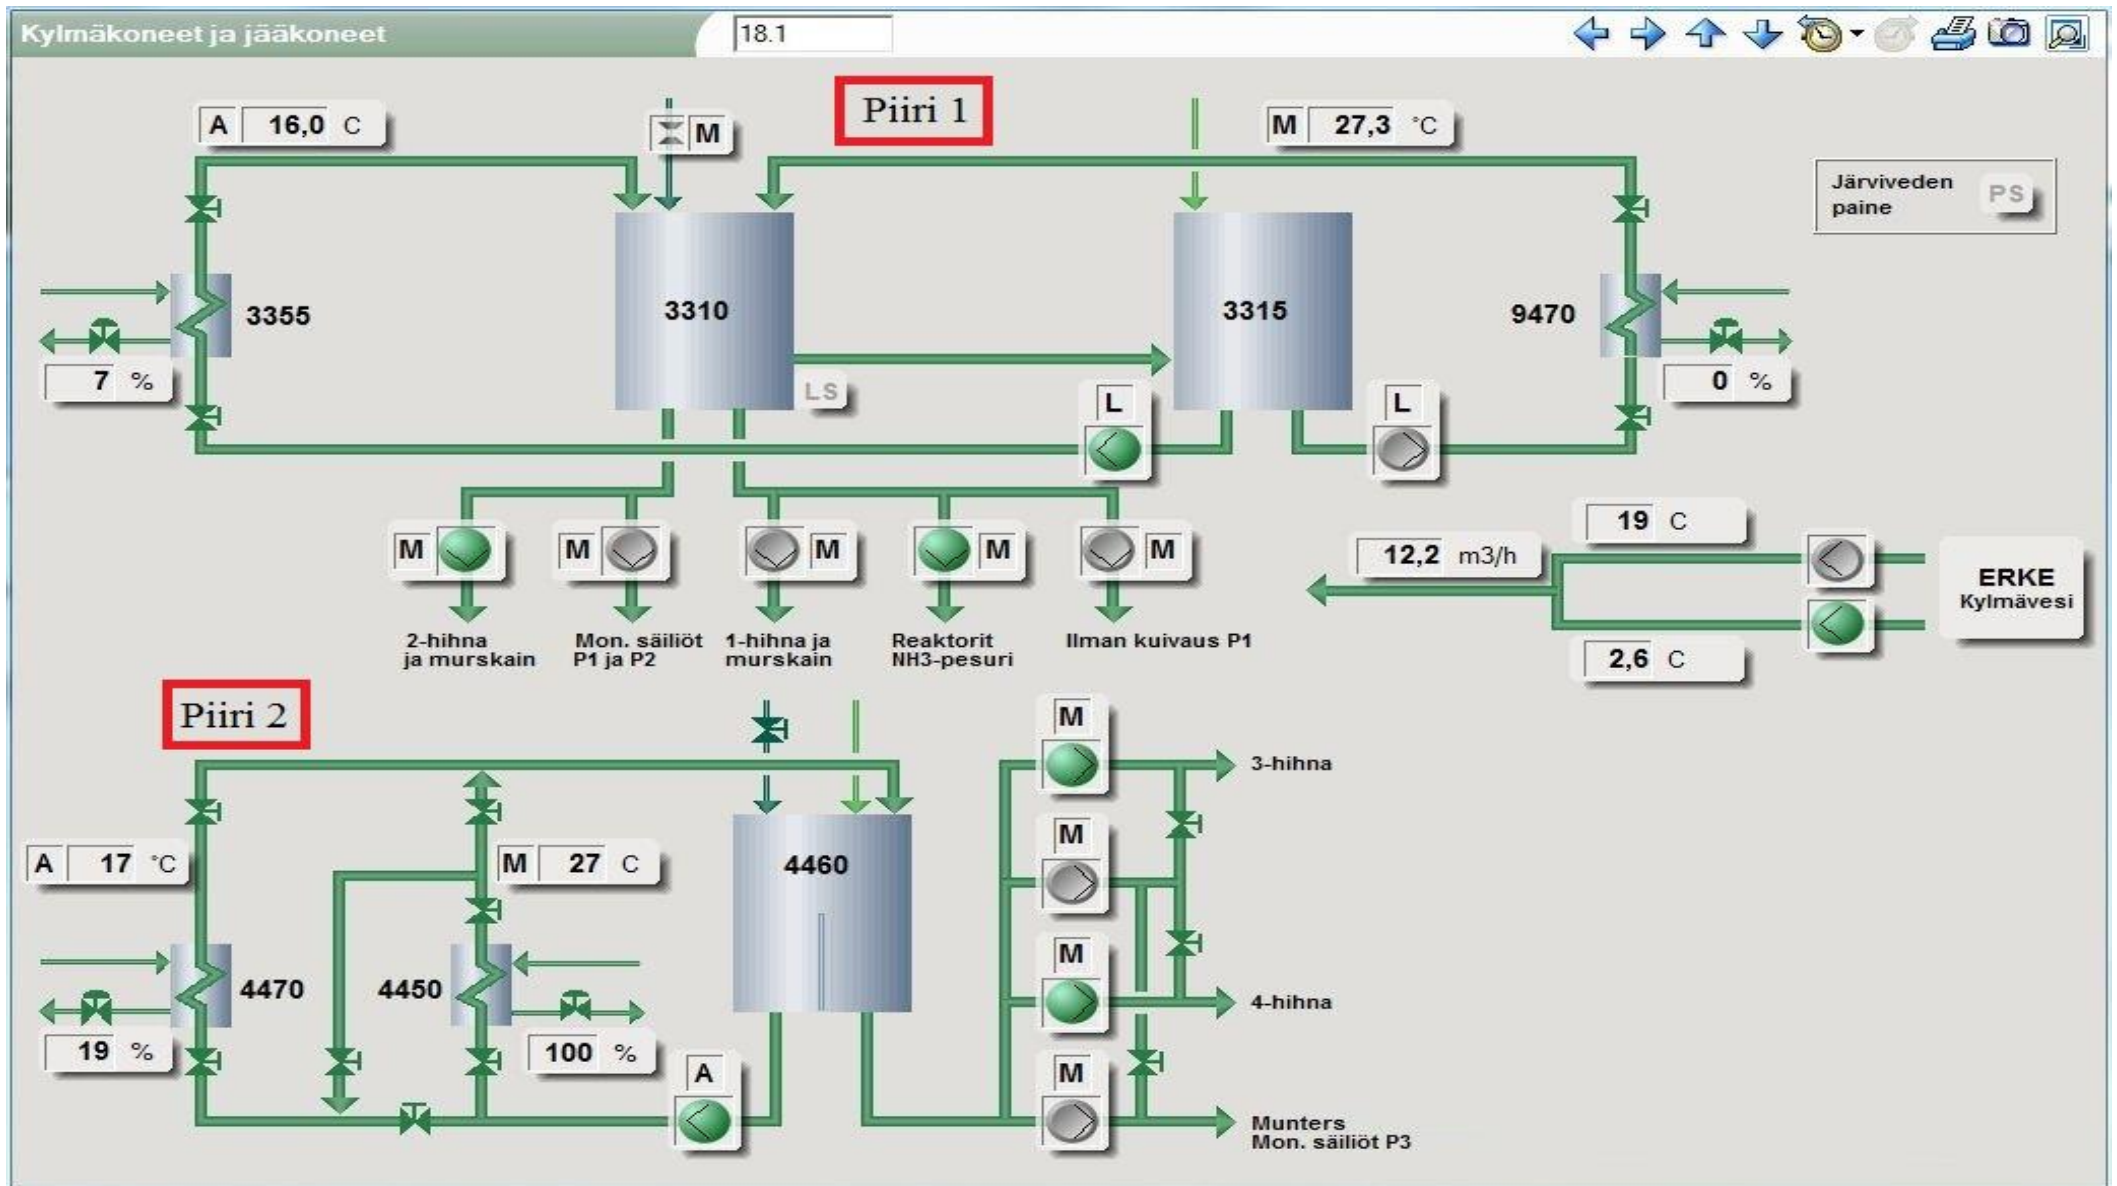 Kylmäkoneet ja jääkoneet
18.1
A 16,0 C
M
Piiri 1
M 27,3 °C
Järviveden
paine
PS
3355
3310
3315
9470
7 %
LS
L
L
0 %
M
M
M
M
M
2-hihna
ja murskain
Mon. säiliöt
P1 ja P2
1-hihna ja
murskain
Reaktorit
NH3-pesuri
Ilman kuivaus P1
19 C
12,2 m3/h
ERKE
Kylmävesi
2,6 C
Piiri 2
M
3-hihna
A 17 °C
M 27 C
4460
M
4470
4450
M
4-hihna
19 %
100 %
A
M
Munters
Mon. säiliöt P3